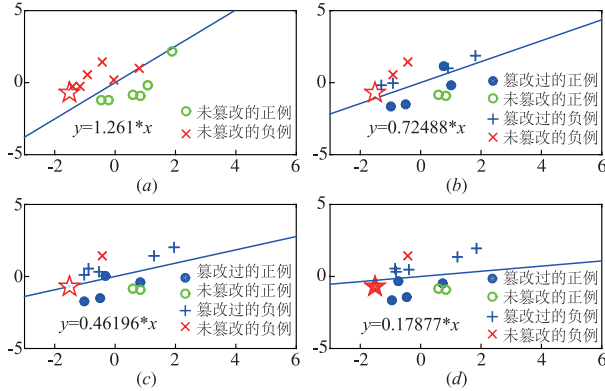 5
0
-5
-2 0 2 4 6
y=1.261*x
未篡改的正例
未篡改的负例
(a)
5
0
-5
-2 0 2 4 6
y=0.72488*x
篡改过的正例
未篡改的正例
篡改过的负例
未篡改的负例
(b)
5
0
-5
-2 0 2 4 6
y=0.46196*x
篡改过的正例
未篡改的正例
篡改过的负例
未篡改的负例
(c)
5
0
-5
-2 0 2 4 6
y=0.17877*x
篡改过的正例
未篡改的正例
篡改过的负例
未篡改的负例
(d)